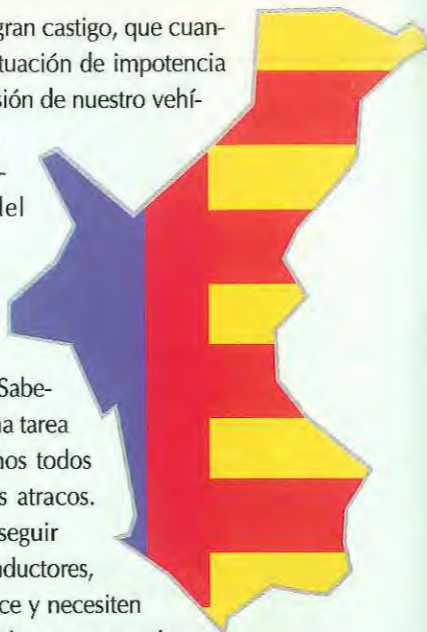 gran castigo, que cuan-
tuación de impotencia
sión de nuestro vehí-
-
lel
Sabe-
na tarea
nos todos
s atracos.
seguir
nductores,
ce y necesiten